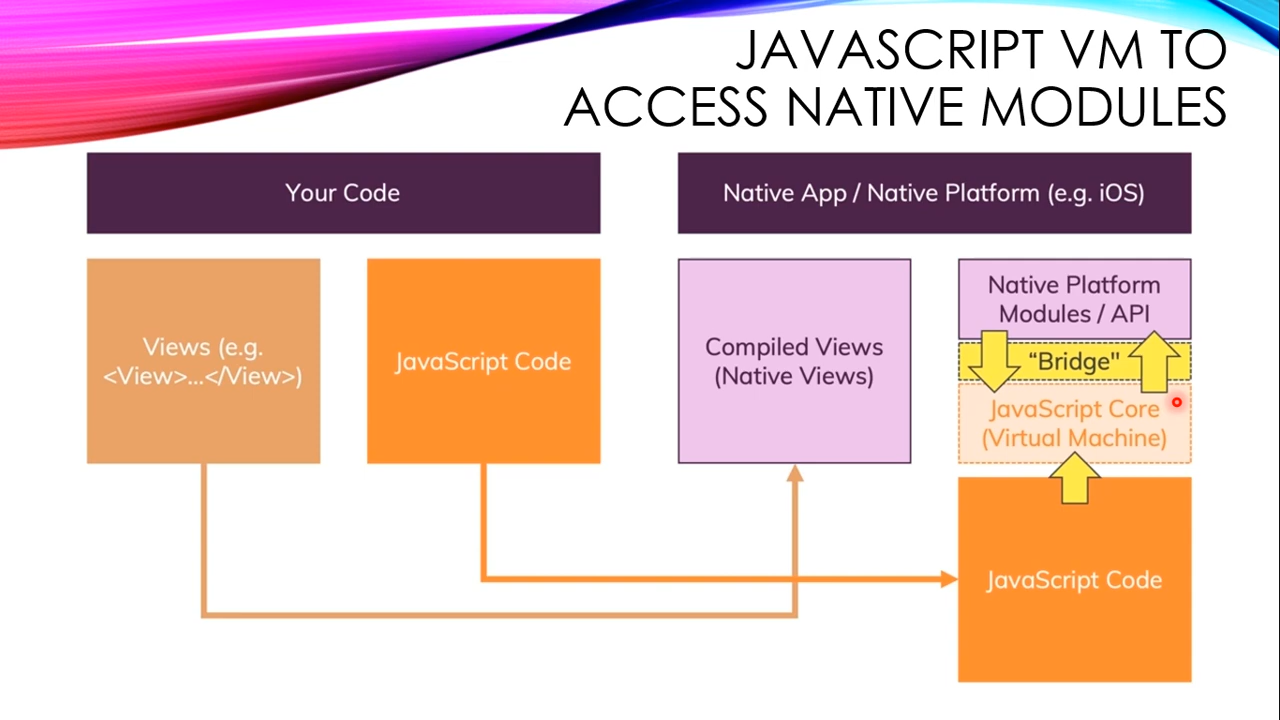 JAVASCRIPT VM TO
ACCESS NATIVE MODULES
Your Code
Native App / Native Platform (e.g. iOS)
Views (e.g.
<View>...</View>)
JavaScript Code
Compiled Views
(Native Views)
Native Platform
Modules / API
“Bridge"
JavaScript Core
(Virtual Machine)
JavaScript Code